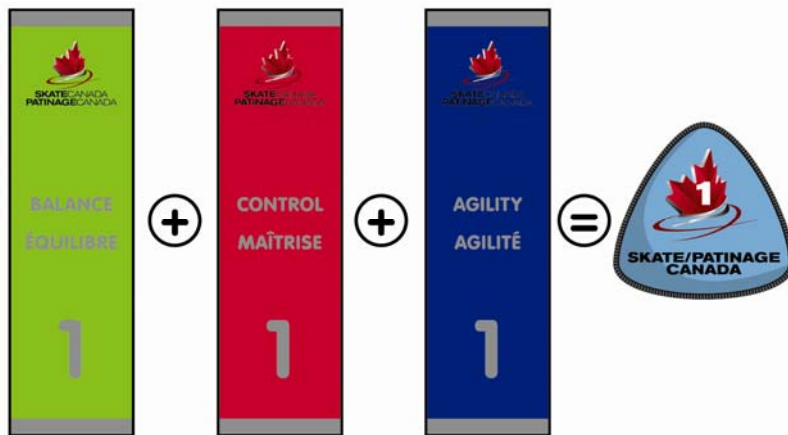 SKATECANADA
PATINAGECANADA
BALANCE
ÉQUILIBRE
1
+
SKATECANADA
PATINAGECANADA
CONTROL
MAÎTRISE
1
+
SKATECANADA
PATINAGECANADA
AGILITY
AGILITÉ
1
=
1
SKATE/PATINAGE
CANADA